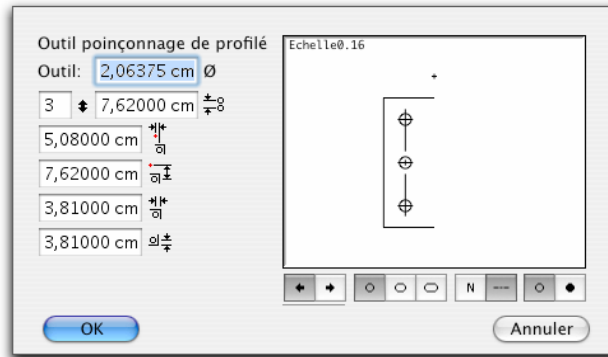 Outil poinçonnage de profilé
Outil: 2,06375 cm Ø
3 7,62000 cm
5,08000 cm
7,62000 cm
3,81000 cm
3,81000 cm
Echelle0.16
N
OK
Annuler